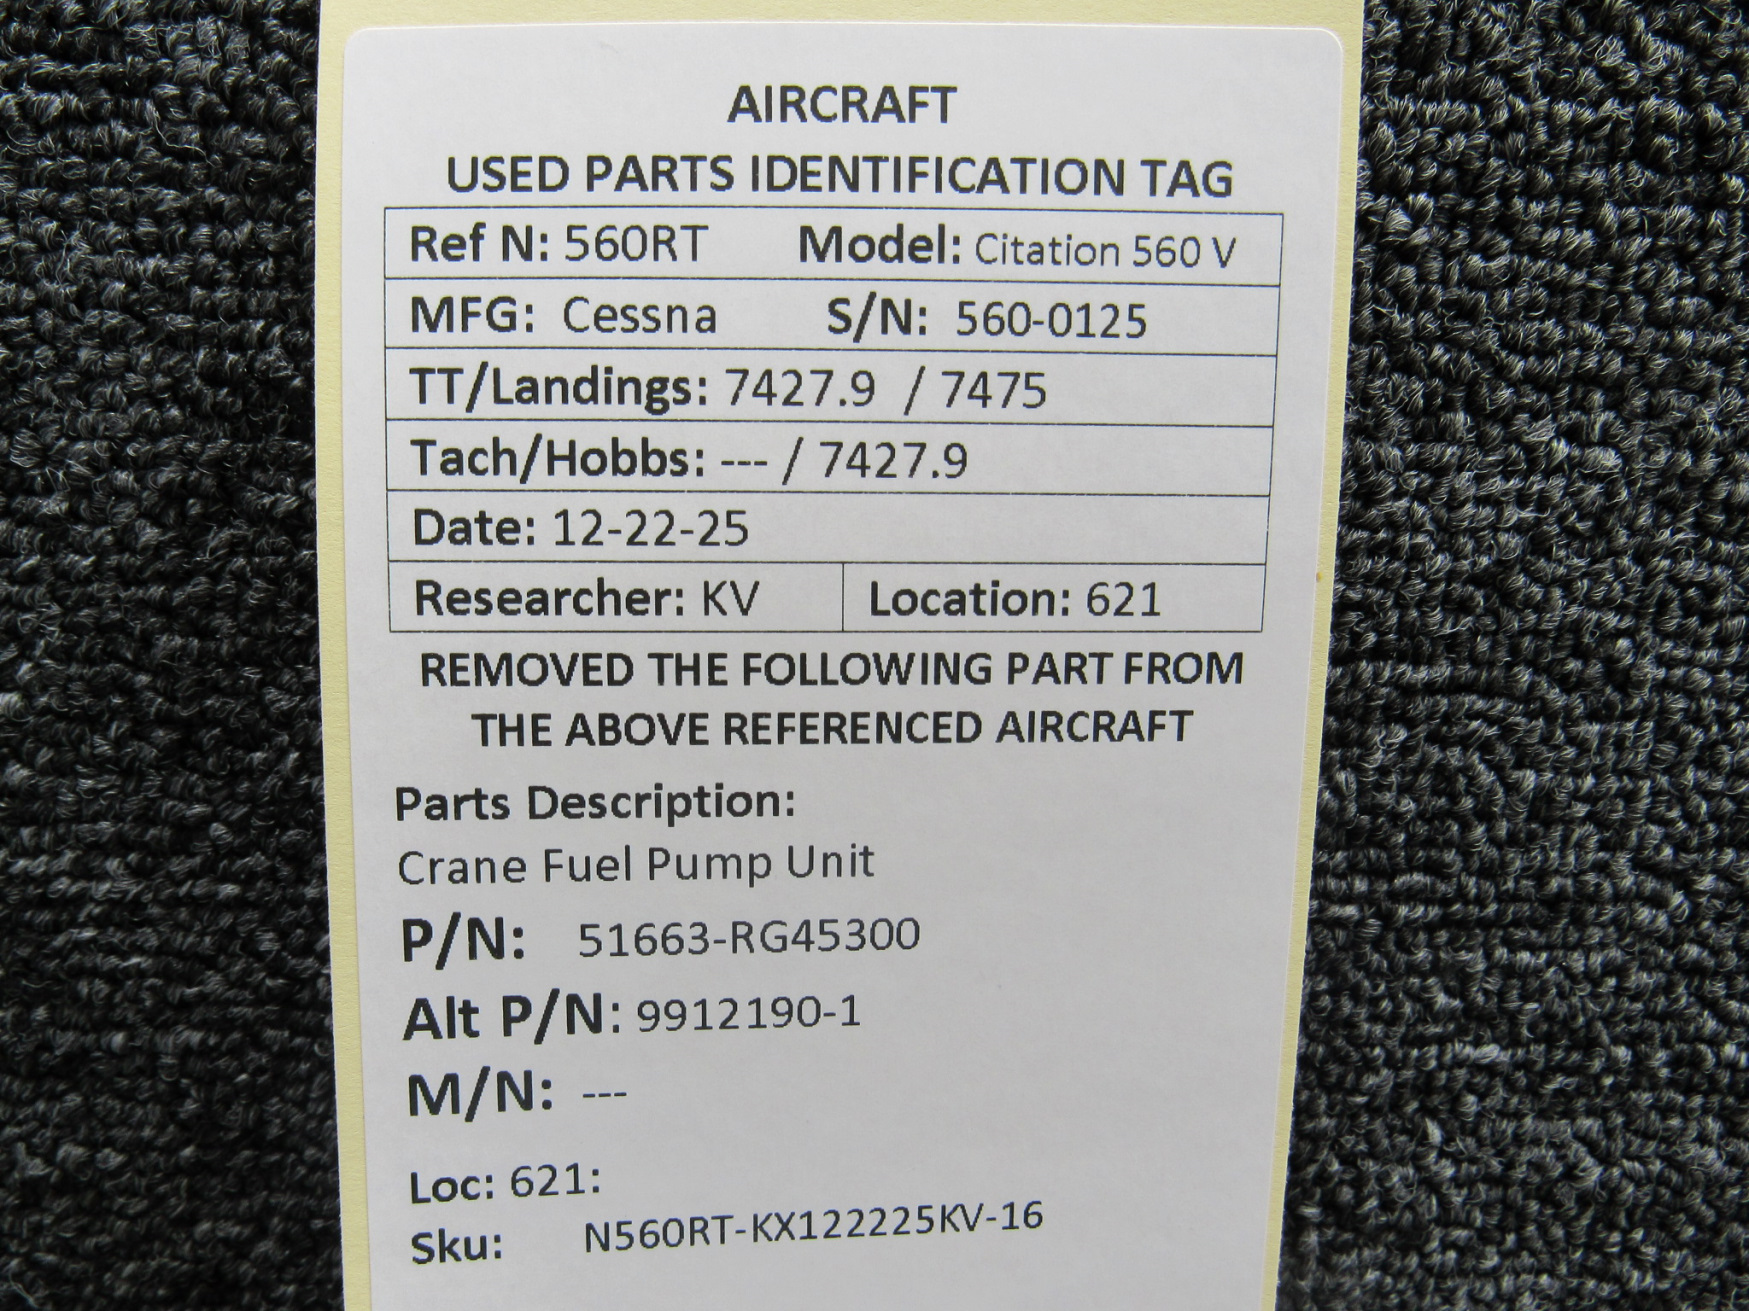 AIRCRAFT
USED PARTS IDENTIFICATION TAG
Ref N: 560RT Model: Citation 560 V
MFG: Cessna S/N: 560-0125
TT/Landings: 7427.9 / 7475
Tach/Hobbs: --- / 7427.9
Date: 12-22-25
Researcher: KV Location: 621
REMOVED THE FOLLOWING PART FROM
THE ABOVE REFERENCED AIRCRAFT
Parts Description:
Crane Fuel Pump Unit
P/N: 51663-RG45300
Alt P/N: 9912190-1
M/N: ---
Loc: 621:
Sku: N560RT-KX122225KV-16